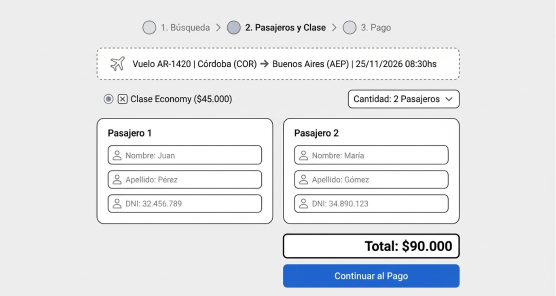 1. Búsqueda > 2. Pasajeros y Clase > 3. Pago
Vuelo AR-1420 | Córdoba (COR) → Buenos Aires (AEP) | 25/11/2026 08:30hs
Clase Economy ($45.000)
Cantidad: 2 Pasajeros
Pasajero 1
Nombre: Juan
Apellido: Pérez
DNI: 32.456.789
Pasajero 2
Nombre: María
Apellido: Gómez
DNI: 34.890.123
Total: $90.000
Continuar al Pago